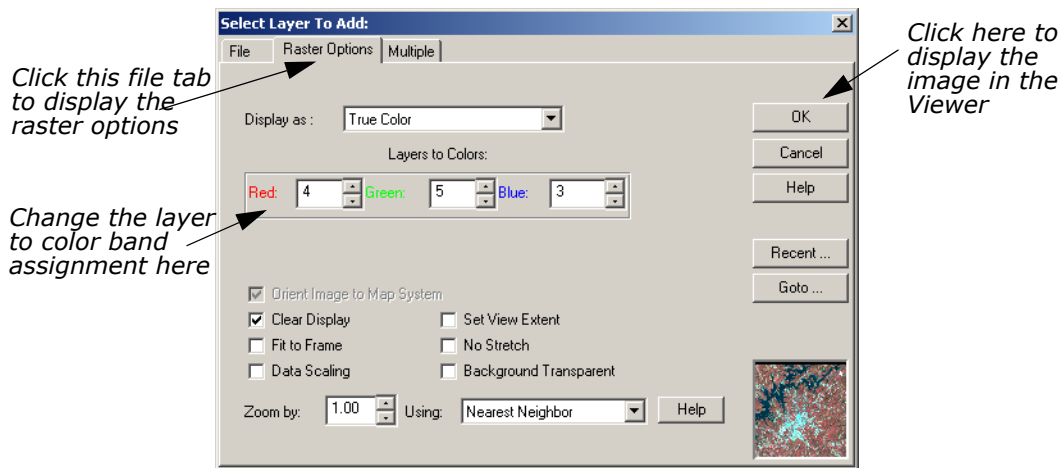 Select Layer To Add:
File
Raster Options
Multiple
Click this file tab
to display the
raster options
Click here to
display the
image in the
Viewer
Display as :
True Color
OK
Layers to Colors:
Cancel
Red:
4
Green:
5
Blue:
3
Help
Change the layer
to color band
assignment here
Recent ...
Orient Image to Map System
Goto ...
Clear Display
Set View Extent
Fit to Frame
No Stretch
Data Scaling
Background Transparent
Zoom by:
1.00
Using:
Nearest Neighbor
Help